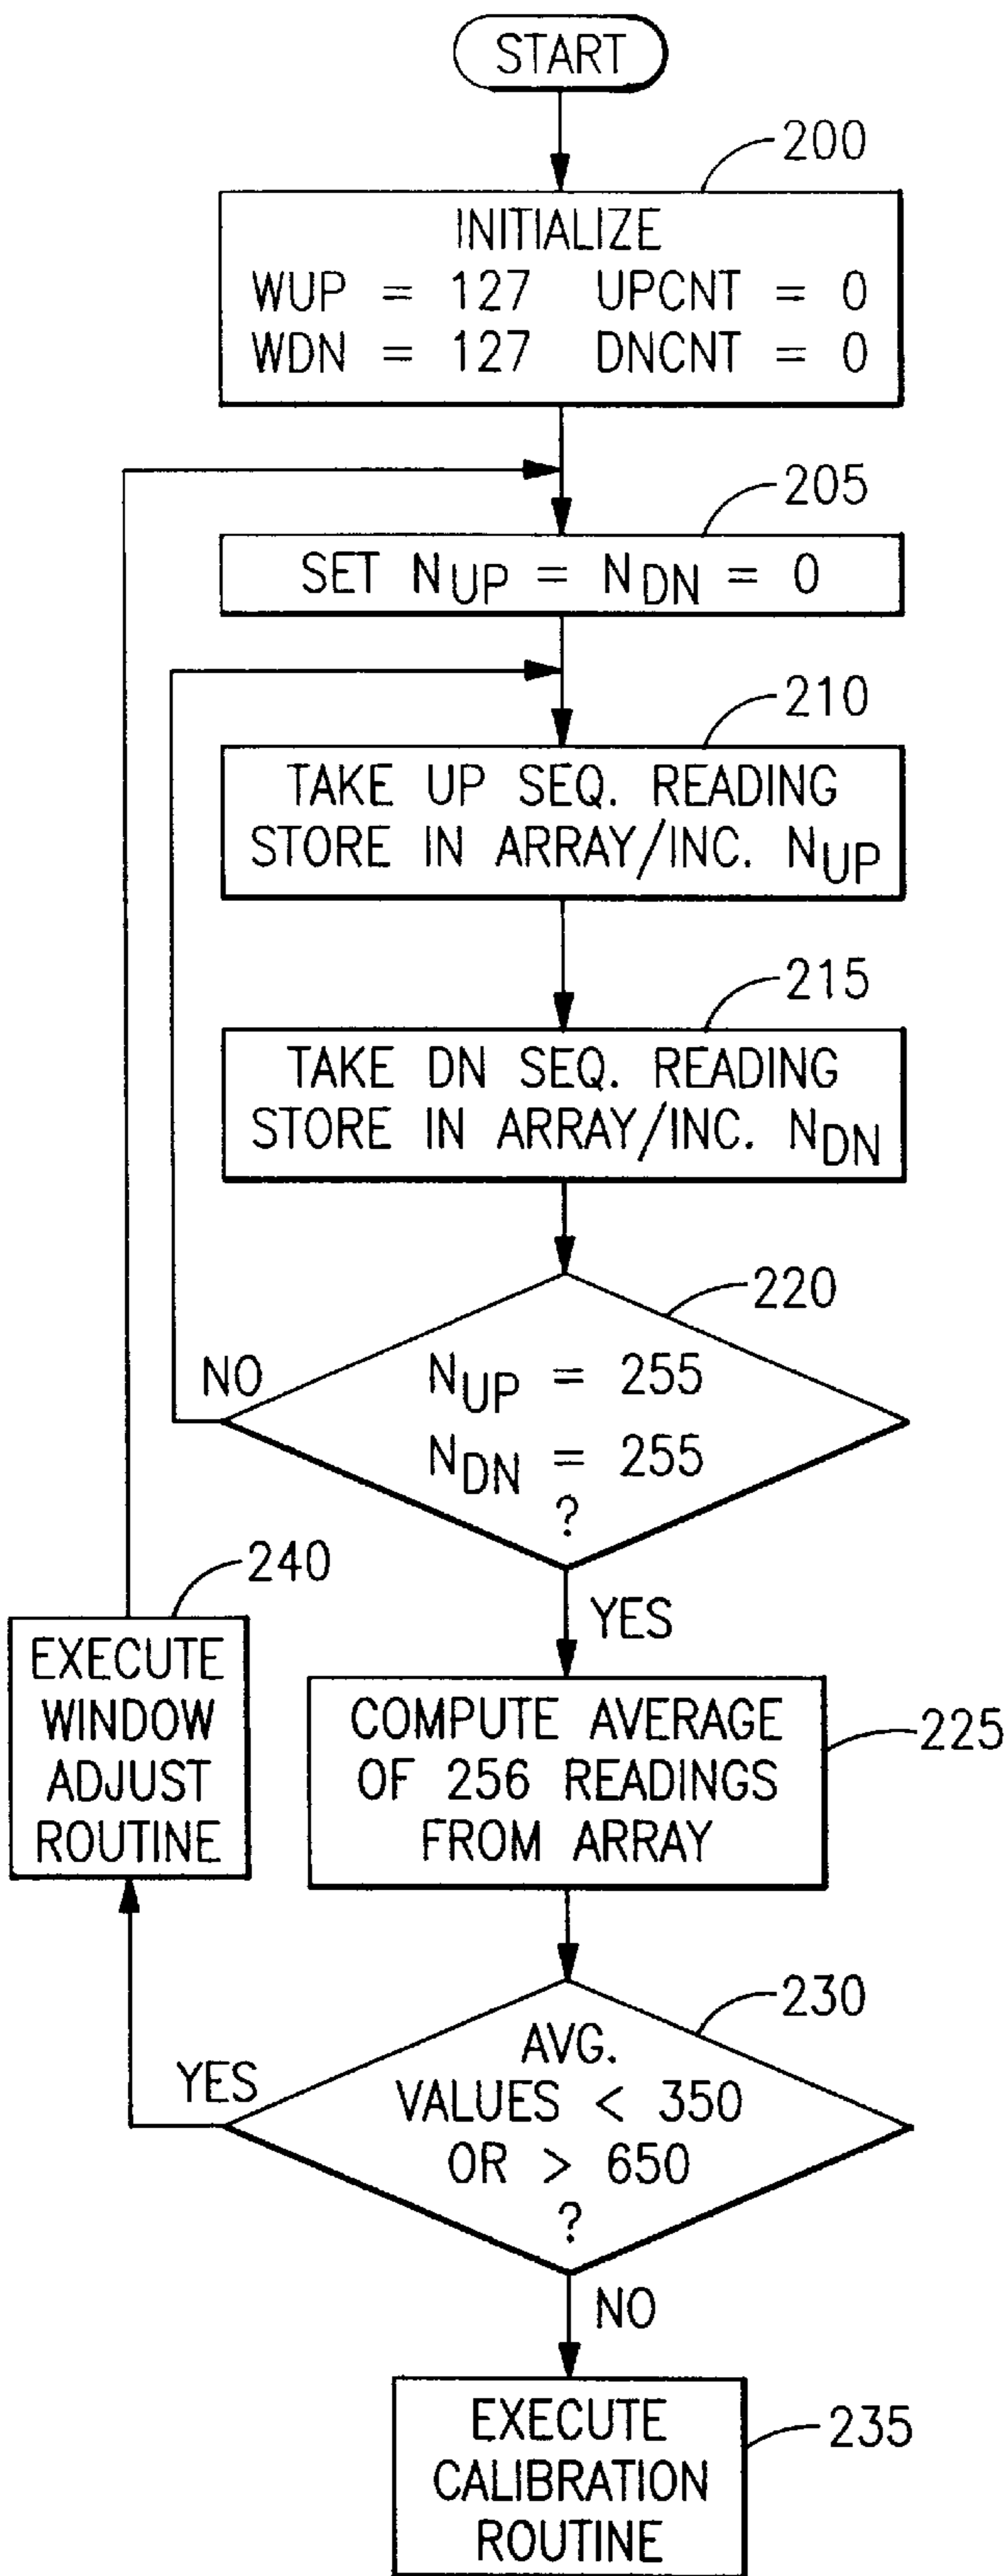 START
200
INITIALIZE
WUP = 127 UPCNT = 0
WDN = 127 DNCNT = 0
205
SET NUP = NDN = 0
210
TAKE UP SEQ. READING
STORE IN ARRAY/INC. NUP
215
TAKE DN SEQ. READING
STORE IN ARRAY/INC. NDN
220
NO
NUP = 255
NDN = 255
?
YES
240
EXECUTE
WINDOW
ADJUST
ROUTINE
225
COMPUTE AVERAGE
OF 256 READINGS
FROM ARRAY
230
YES
AVG.
VALUES < 350
OR > 650
?
NO
235
EXECUTE
CALIBRATION
ROUTINE